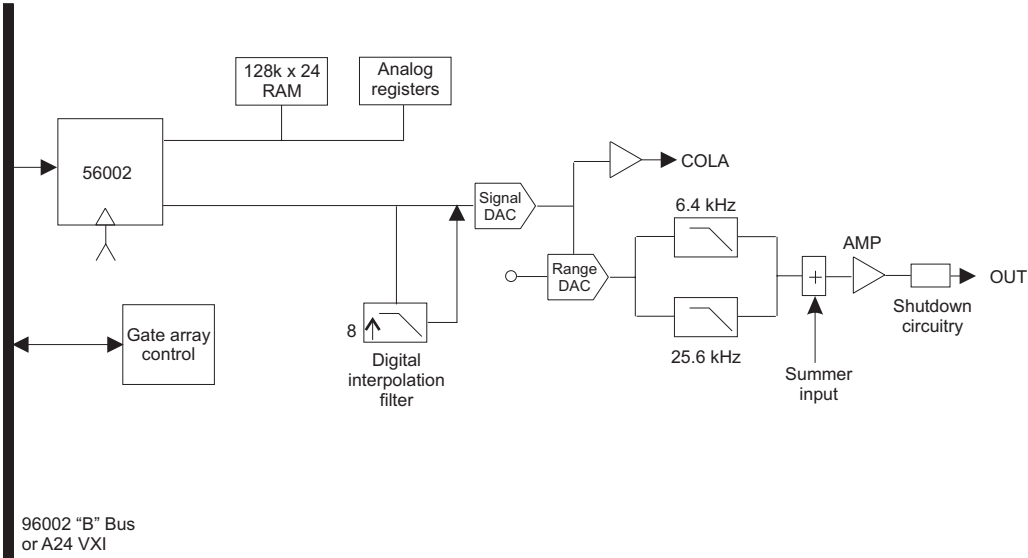 128k x 24
RAM
Analog
registers
56002
Signal
DAC
COLA
6.4 kHz
Range
DAC
AMP
+
OUT
Shutdown
circuitry
8
Gate array
control
Digital
interpolation
filter
25.6 kHz
Summer
input
96002 “B” Bus
or A24 VXI